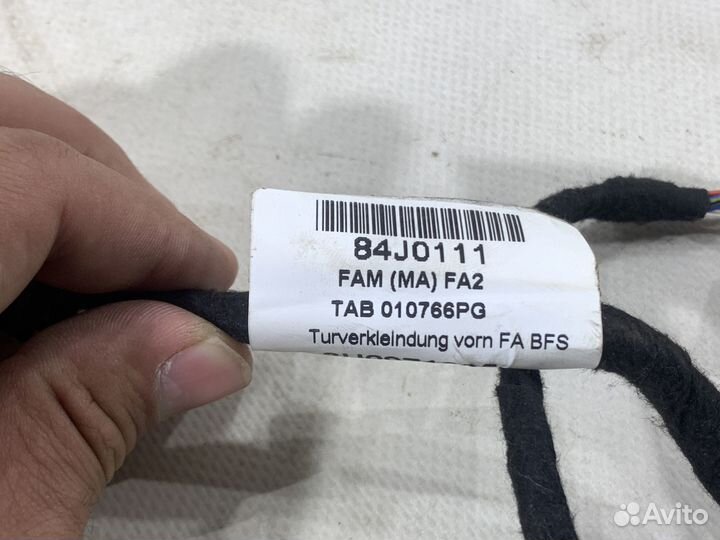 84J0111
FAM (MA) FA2
TAB 010766PG
Turverkleindung vorn FA BFS
Avito